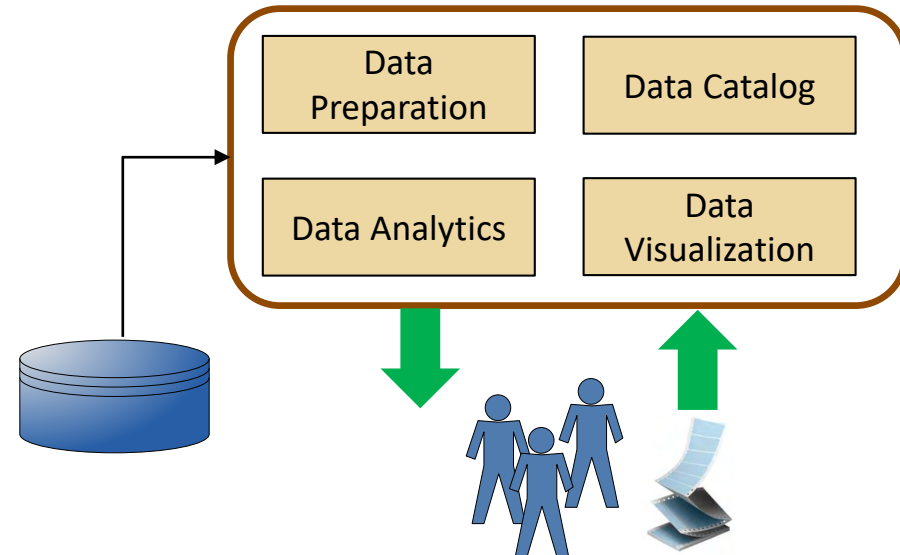 Data
Preparation
Data Catalog
Data Analytics
Data
Visualization